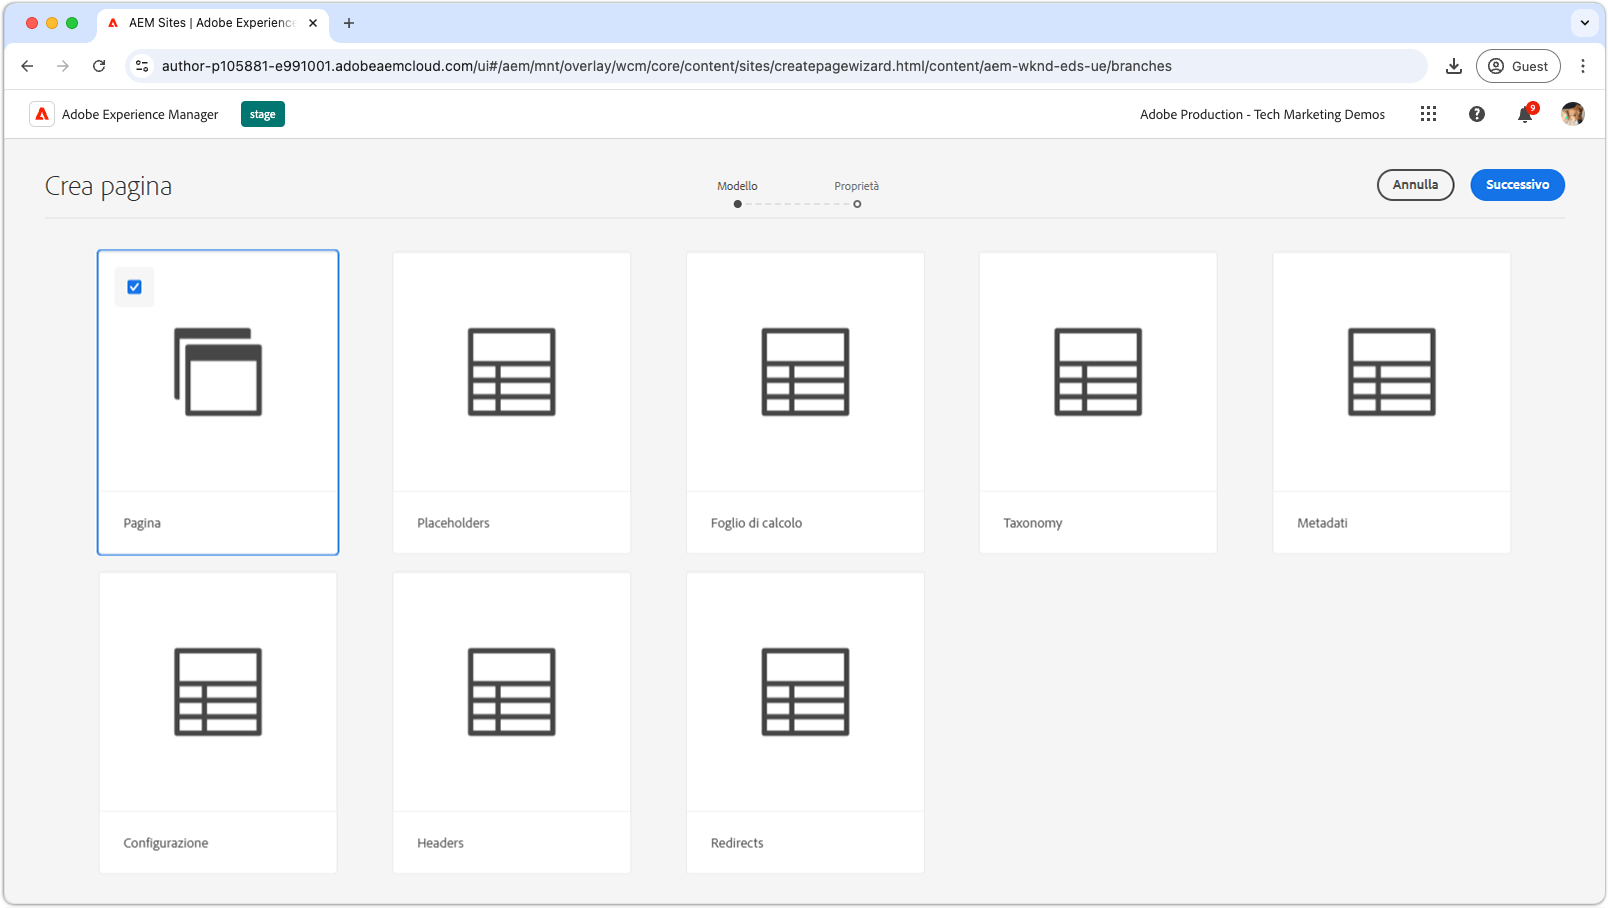 AEM Sites | Adobe Experience
author-p105881-e991001.adobeaemcloud.com/ui#/aem/mnt/overlay/wcm/core/content/sites/createpagewizard.html/content/aem-wknd-eds-ue/branches
Guest
Adobe Experience Manager
stage
Adobe Production - Tech Marketing Demos
9
Crea pagina
Modello
Proprietà
Annulla
Successivo
Pagina
Placeholders
Foglio di calcolo
Taxonomy
Metadati
Configurazione
Headers
Redirects